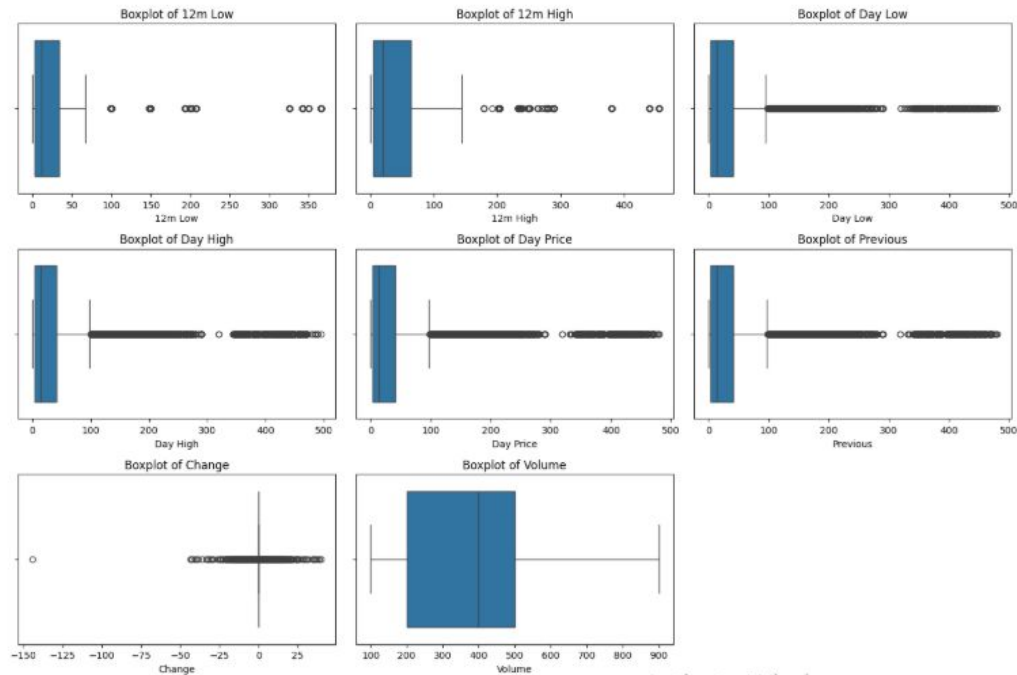 Boxplot of 12m Low
Boxplot of 12m High
Boxplot of Day Low
0 50 100 150 200 250 300 350
0 100 200 300 400
0 100 200 300 400 500
12m Low
12m High
Day Low
Boxplot of Day High
Boxplot of Day Price
Boxplot of Previous
0 100 200 300 400 500
0 100 200 300 400 500
0 100 200 300 400 500
Day High
Day Price
Previous
Boxplot of Change
Boxplot of Volume
−150 −125 −100 −75 −50 −25 0 25
100 200 300 400 500 600 700 800 900
Change
Volume